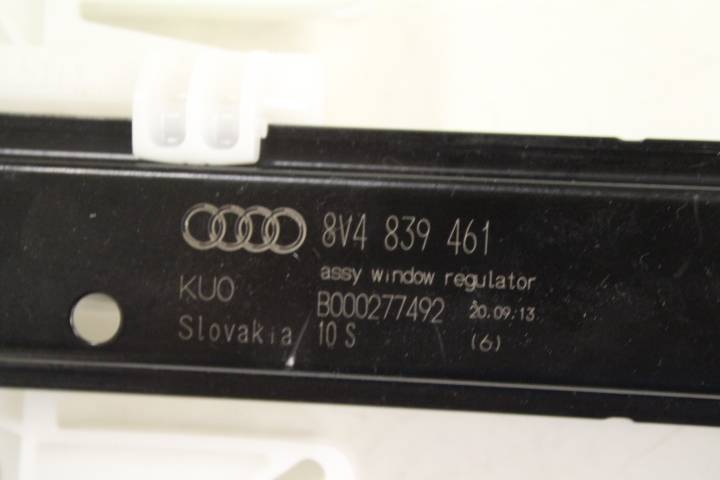 8V4 839 461
assy window regulator
KUO B000277492 20.09.13
Slovakia 10 S (6)